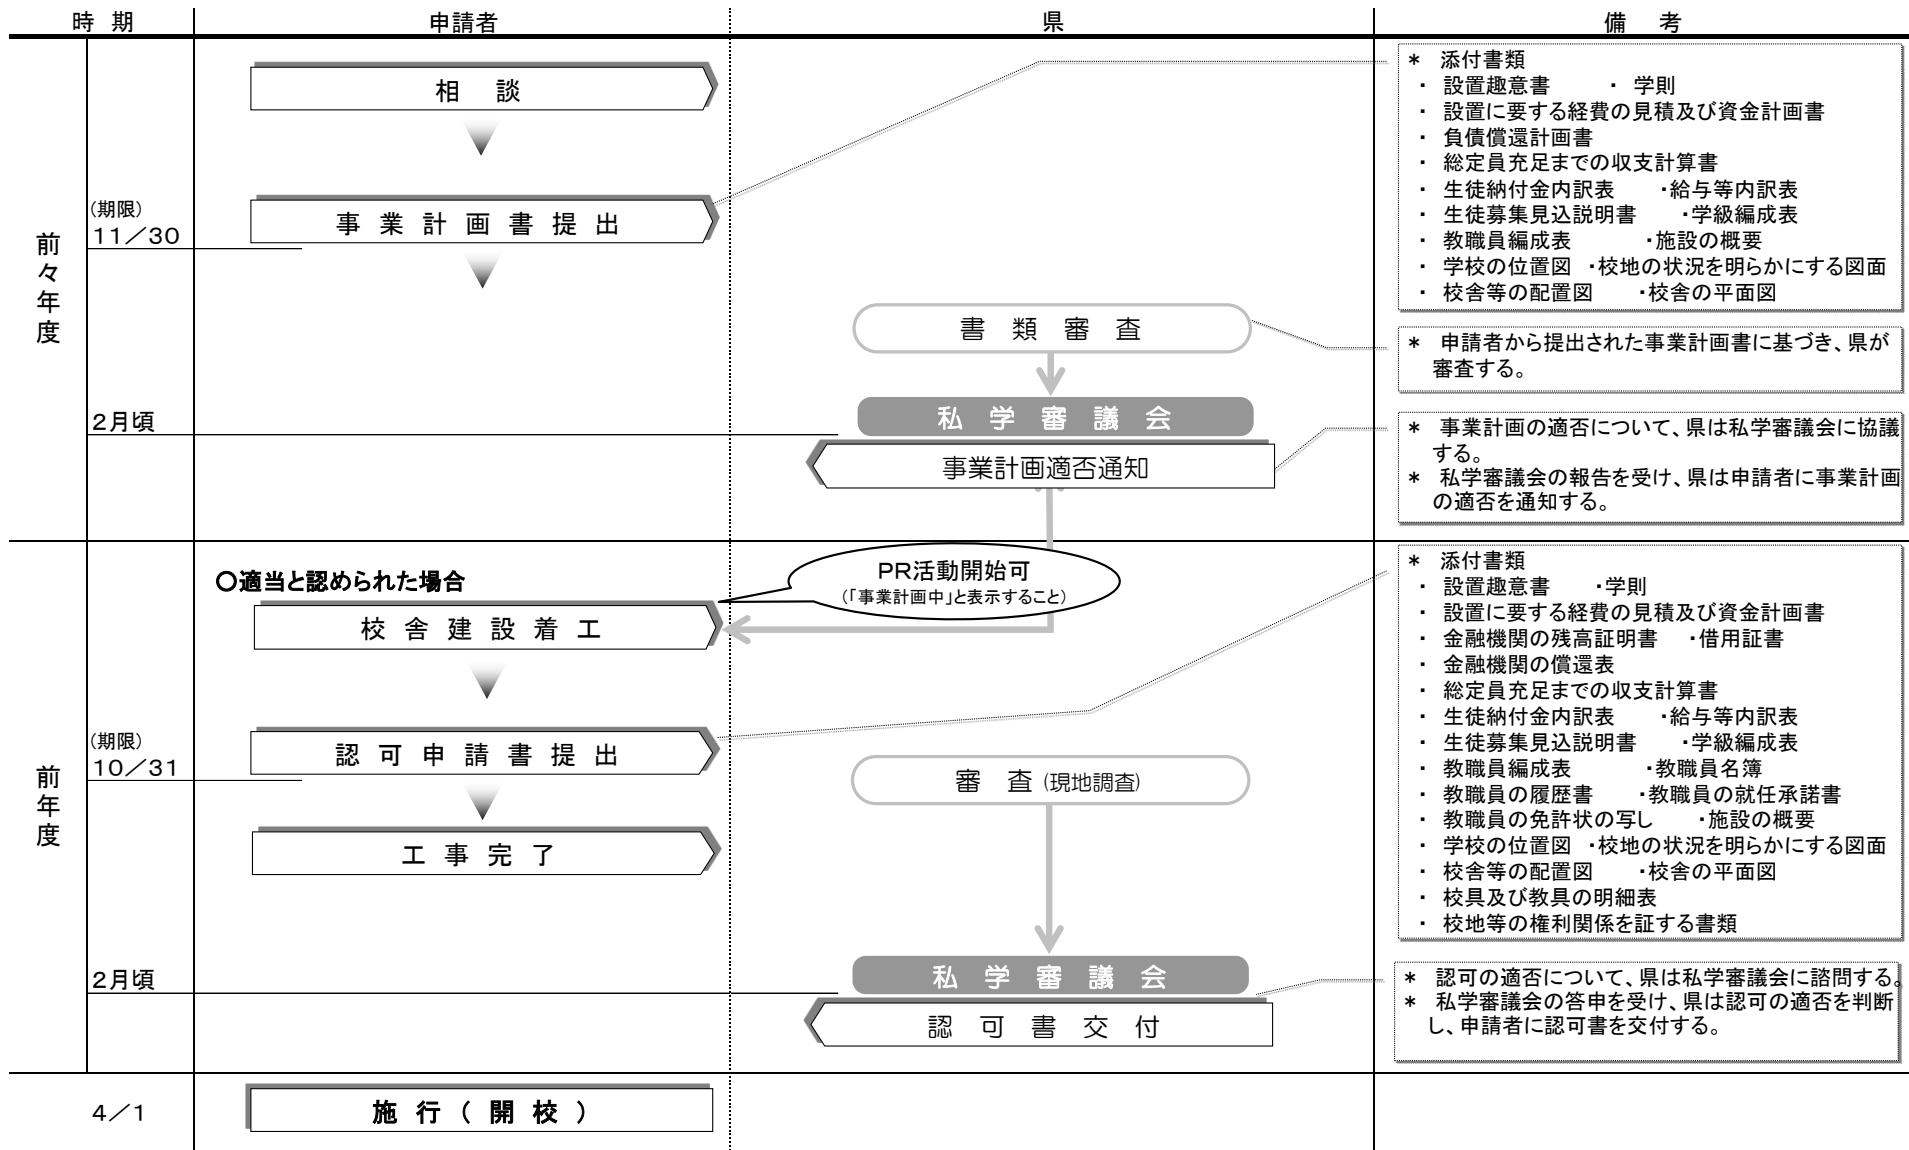 時 期
申請者
県
備 考
前々年度
相 談
(期限)
11／30
事 業 計 画 書 提 出
書 類 審 査
2月頃
私 学 審 議 会
事業計画適否通知
＊ 添付書類
・ 設置趣意書 ・ 学則
・ 設置に要する経費の見積及び資金計画書
・ 負債償還計画書
・ 総定員充足までの収支計算書
・ 生徒納付金内訳表 ・給与等内訳表
・ 生徒募集見込説明書 ・学級編成表
・ 教職員編成表 ・施設の概要
・ 学校の位置図 ・校地の状況を明らかにする図面
・ 校舎等の配置図 ・校舎の平面図
＊ 申請者から提出された事業計画書に基づき、県が
審査する。
＊ 事業計画の適否について、県は私学審議会に協議
する。
＊ 私学審議会の報告を受け、県は申請者に事業計画
の適否を通知する。
前年度
○適当と認められた場合
PR活動開始可
(「事業計画中」と表示すること)
校 舎 建 設 着 工
(期限)
10／31
認 可 申 請 書 提 出
審 査 (現地調査)
工 事 完 了
2月頃
私 学 審 議 会
認 可 書 交 付
＊ 添付書類
・ 設置趣意書 ・学則
・ 設置に要する経費の見積及び資金計画書
・ 金融機関の残高証明書 ・借用証書
・ 金融機関の償還表
・ 総定員充足までの収支計算書
・ 生徒納付金内訳表 ・給与等内訳表
・ 生徒募集見込説明書 ・学級編成表
・ 教職員編成表 ・教職員名簿
・ 教職員の履歴書 ・教職員の就任承諾書
・ 教職員の免許状の写し ・施設の概要
・ 学校の位置図 ・校地の状況を明らかにする図面
・ 校舎等の配置図 ・校舎の平面図
・ 校具及び教具の明細表
・ 校地等の権利関係を証する書類
＊ 認可の適否について、県は私学審議会に諮問する。
＊ 私学審議会の答申を受け、県は認可の適否を判断
し、申請者に認可書を交付する。
4／1
施 行 （ 開 校 ）